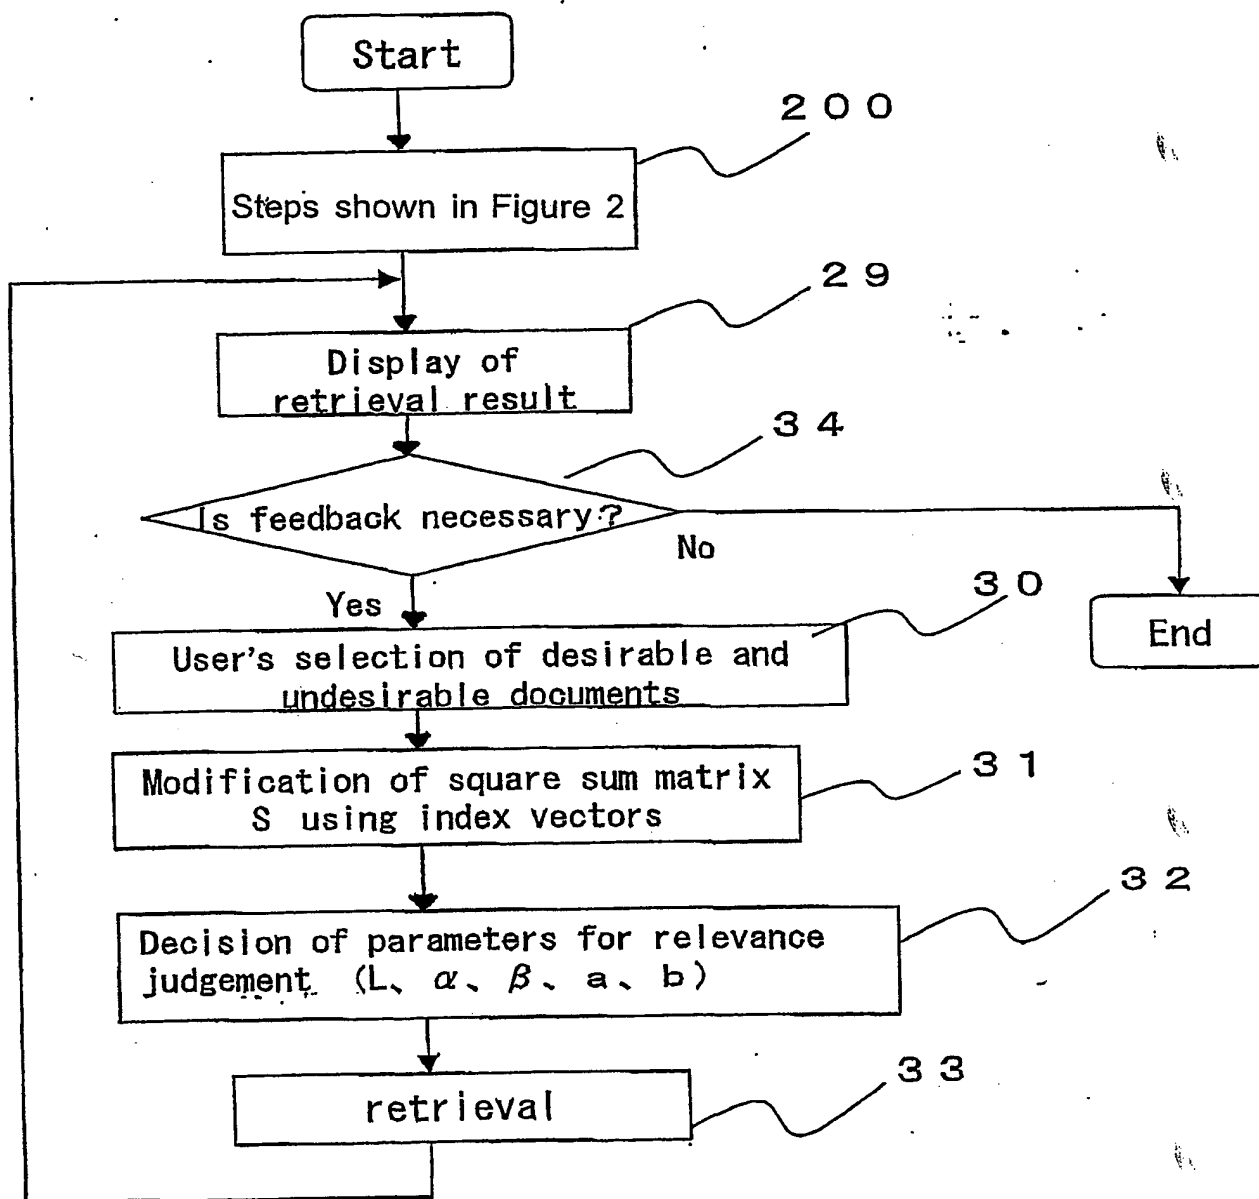 Start
２００
Steps shown in Figure 2
２９
Display of
retrieval result
３４
Is feedback necessary?
No
Yes
３０
End
User's selection of desirable and
undesirable documents
３１
Modification of square sum matrix
S using index vectors
３２
Decision of parameters for relevance
judgement (L、α、β、a、b)
３３
retrieval